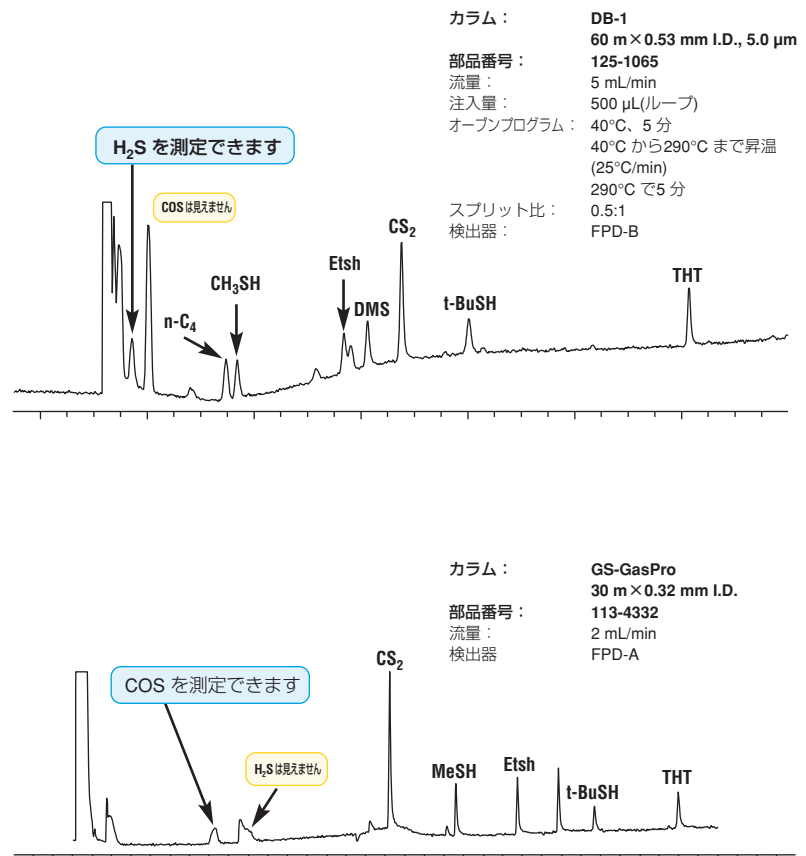 カラム： DB-1
60 m×0.53 mm I.D., 5.0 µm
部品番号： 125-1065
流量： 5 mL/min
注入量： 500 µL(ループ)
オーブンプログラム： 40°C、5 分
40°C から290°C まで昇温
(25°C/min)
290°C で5 分
スプリット比： 0.5:1
検出器： FPD-B
H₂S を測定できます
COS は見えません
n-C₄
CH₃SH
Etsh
DMS
CS₂
t-BuSH
THT
カラム： GS-GasPro
30 m×0.32 mm I.D.
部品番号： 113-4332
流量： 2 mL/min
検出器 FPD-A
COS を測定できます
H₂S は見えません
CS₂
MeSH
Etsh
t-BuSH
THT